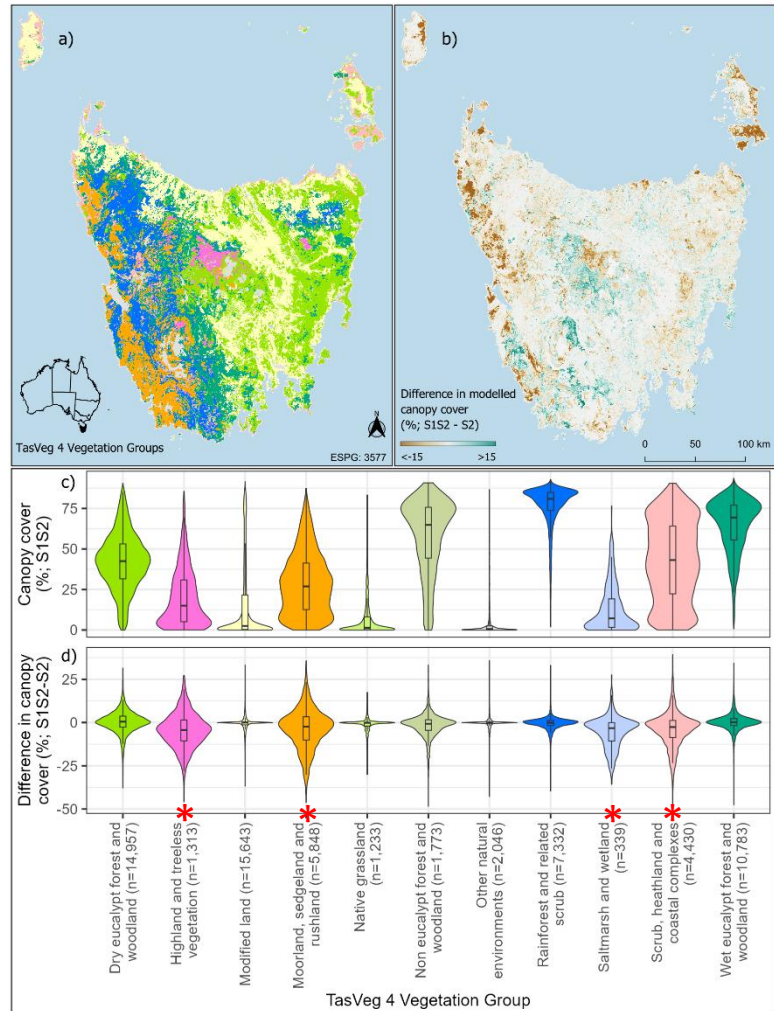 a)
TasVeg 4 Vegetation Groups
N
ESPG: 3577
b)
Difference in modelled
canopy cover
(%; S1S2 - S2)
<-15 >15
0 50 100 km
c)
Canopy cover
(%; S1S2)
75
50
25
0
d)
Difference in canopy
cover (%; S1S2-S2)
25
0
-25
-50
* * * *
Dry eucalypt forest and
woodland (n=14,957)
Highland and treeless
vegetation (n=1,313)
Modified land (n=15,643)
Moorland, sedgeland and
rushland (n=5,848)
Native grassland
(n=1,233)
Non eucalypt forest and
woodland (n=1,773)
Other natural
environments (n=2,046)
Rainforest and related
scrub (n=7,332)
Saltmarsh and wetland
(n=339)
Scrub, heathland and
coastal complexes
(n=4,430)
Wet eucalypt forest and
woodland (n=10,783)
TasVeg 4 Vegetation Group